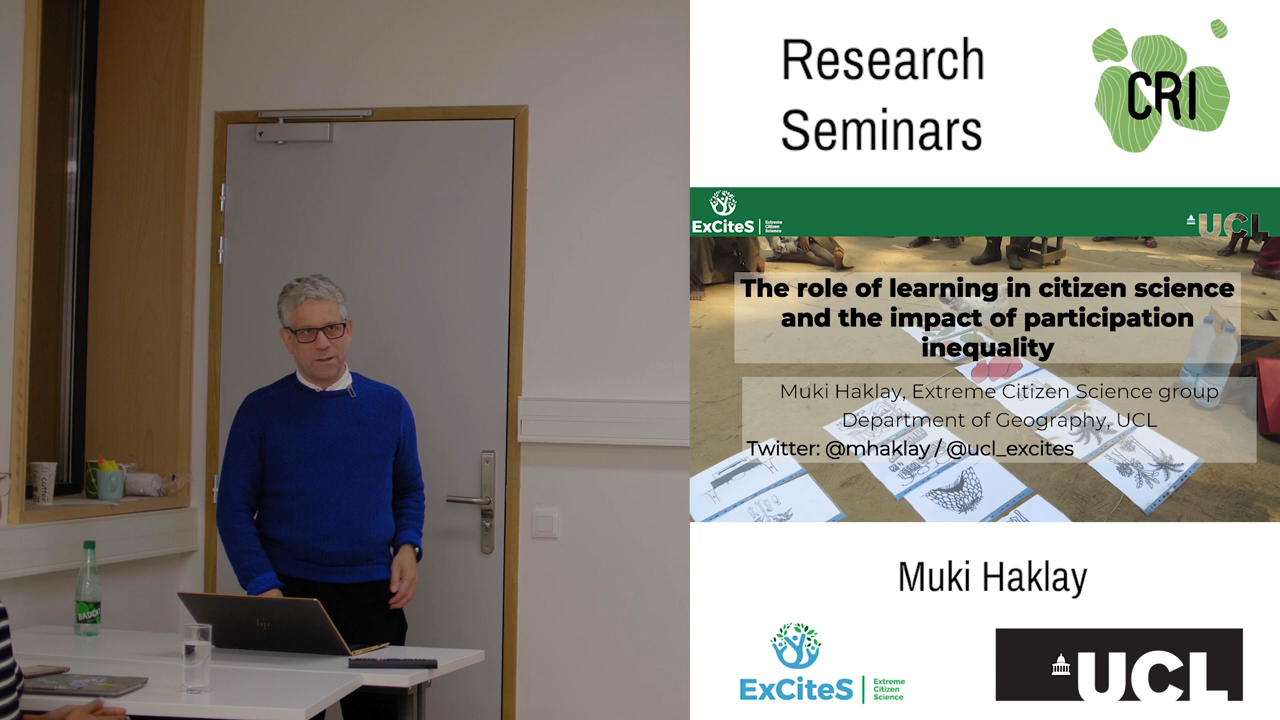 Research
Seminars
CRI
ExCiteS
Extreme
Citizen
Science
UCL
The role of learning in citizen science
and the impact of participation
inequality
Muki Haklay, Extreme Citizen Science group
Department of Geography, UCL
Twitter: @mhaklay / @ucl_excites
Muki Haklay
ExCiteS
Extreme
Citizen
Science
UCL
BADOIT
hp